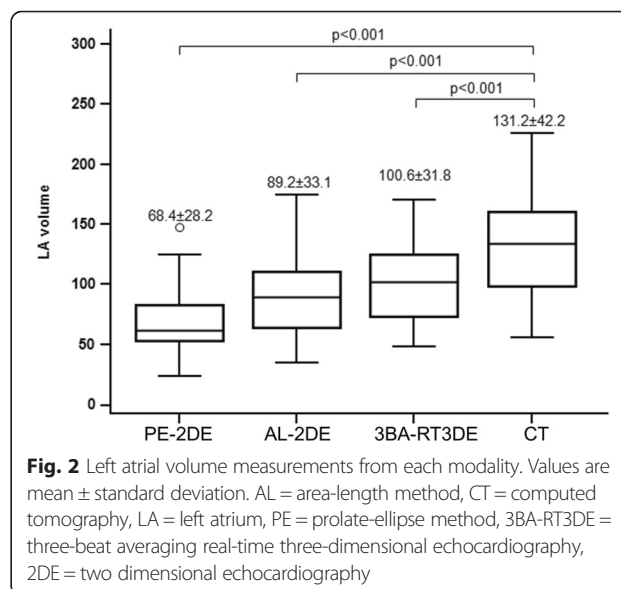 300
250
200
150
100
50
0
LA volume
p<0.001
p<0.001
p<0.001
68.4±28.2
89.2±33.1
100.6±31.8
131.2±42.2
PE-2DE AL-2DE 3BA-RT3DE CT
Fig. 2 Left atrial volume measurements from each modality. Values are
mean ± standard deviation. AL = area-length method, CT = computed
tomography, LA = left atrium, PE = prolate-ellipse method, 3BA-RT3DE =
three-beat averaging real-time three-dimensional echocardiography,
2DE = two dimensional echocardiography